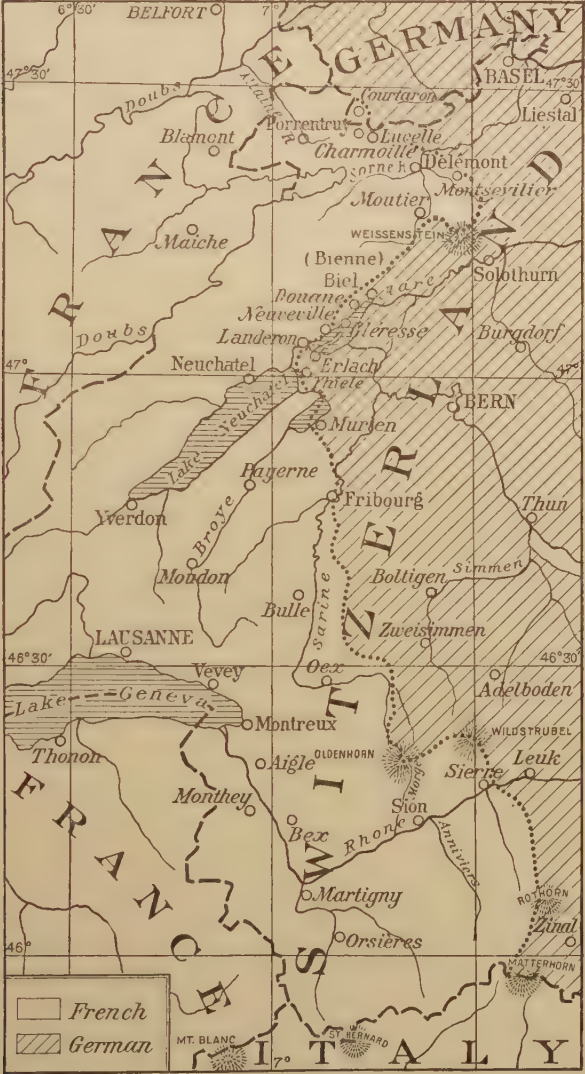 6°30'
BELFORT
7°
GERMANY
47°30'
47°30'
BASEL
Doubs
Allaine R.
Courtaron
Liestal
Porrentruy
Blamont
Lucelle
Charmoille
Sorneh
Delémont
Montsevilier
Moutier
WEISSENSTEIN
Maiche
(Bienne)
Biel
Solothurn
Aare
Douane
Neuveville
Gleresse
Doubs
Landeron
Burgdorf
Neuchatel
Erlach
47°
47°
Thiele
BERN
Lake Neuchatel
Murten
Payerne
Fribourg
Thun
Yverdon
Broye
Moudon
Boltigen
Simmen
Bulle
Sarine
Zweisimmen
LAUSANNE
46°30'
46°30'
Vevey
Oex
Adelboden
Lake Geneva
Montreux
WILDSTRUBEL
Thonon
Aigle
OLDENHORN
Leuk
Morge
Sierre
Monthey
Sion
Bex
Rhone
Anniviers
Martigny
ROTHORN
Zinal
Orsières
46°
MATTERHORN
FRANCE
FRANCE
SWITZERLAND
French
German
MT. BLANC
ST BERNARD
ITALY
7°